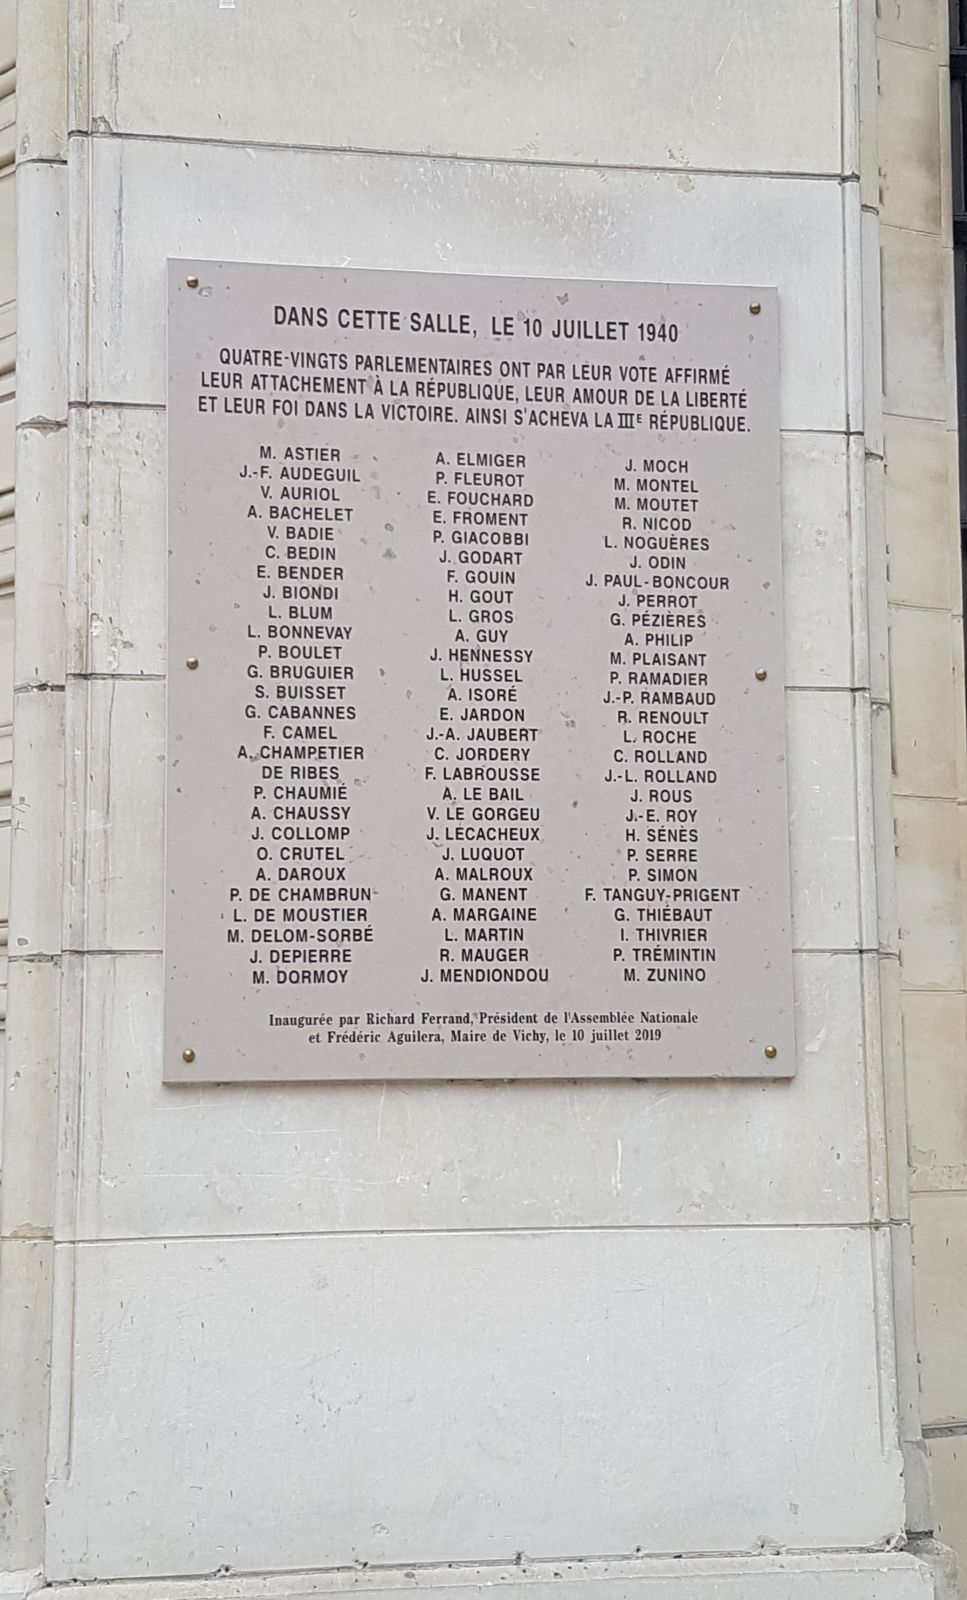 DANS CETTE SALLE, LE 10 JUILLET 1940
QUATRE-VINGTS PARLEMENTAIRES ONT PAR LEUR VOTE AFFIRMÉ
LEUR ATTACHEMENT À LA RÉPUBLIQUE, LEUR AMOUR DE LA LIBERTÉ
ET LEUR FOI DANS LA VICTOIRE. AINSI S'ACHEVA LA IIIE RÉPUBLIQUE.
M. ASTIER
J.-F. AUDEGUIL
V. AURIOL
A. BACHELET
V. BADIE
C. BEDIN
E. BENDER
J. BIONDI
L. BLUM
L. BONNEVAY
P. BOULET
G. BRUGUIER
S. BUISSET
G. CABANNES
F. CAMEL
A. CHAMPETIER
DE RIBES
P. CHAUMIÉ
A. CHAUSSY
J. COLLOMP
O. CRUTEL
A. DAROUX
P. DE CHAMBRUN
L. DE MOUSTIER
M. DELOM-SORBÉ
J. DEPIERRE
M. DORMOY
A. ELMIGER
P. FLEUROT
E. FOUCHARD
E. FROMENT
P. GIACOBBI
J. GODART
F. GOUIN
H. GOUT
L. GROS
A. GUY
J. HENNESSY
L. HUSSEL
A. ISORÉ
E. JARDON
J.-A. JAUBERT
C. JORDERY
F. LABROUSSE
A. LE BAIL
V. LE GORGEU
J. LECACHEUX
J. LUQUOT
A. MALROUX
G. MANENT
A. MARGAINE
L. MARTIN
R. MAUGER
J. MENDIONDOU
J. MOCH
M. MONTEL
M. MOUTET
R. NICOD
L. NOGUÈRES
J. ODIN
J. PAUL-BONCOUR
J. PERROT
G. PÉZIÈRES
A. PHILIP
M. PLAISANT
P. RAMADIER
J.-P. RAMBAUD
R. RENOULT
L. ROCHE
C. ROLLAND
J.-L. ROLLAND
J. ROUS
J.-E. ROY
H. SÉNÈS
P. SERRE
P. SIMON
F. TANGUY-PRIGENT
G. THIÉBAUT
I. THIVRIER
P. TRÉMINTIN
M. ZUNINO
Inaugurée par Richard Ferrand, Président de l'Assemblée Nationale
et Frédéric Aguilera, Maire de Vichy, le 10 juillet 2019